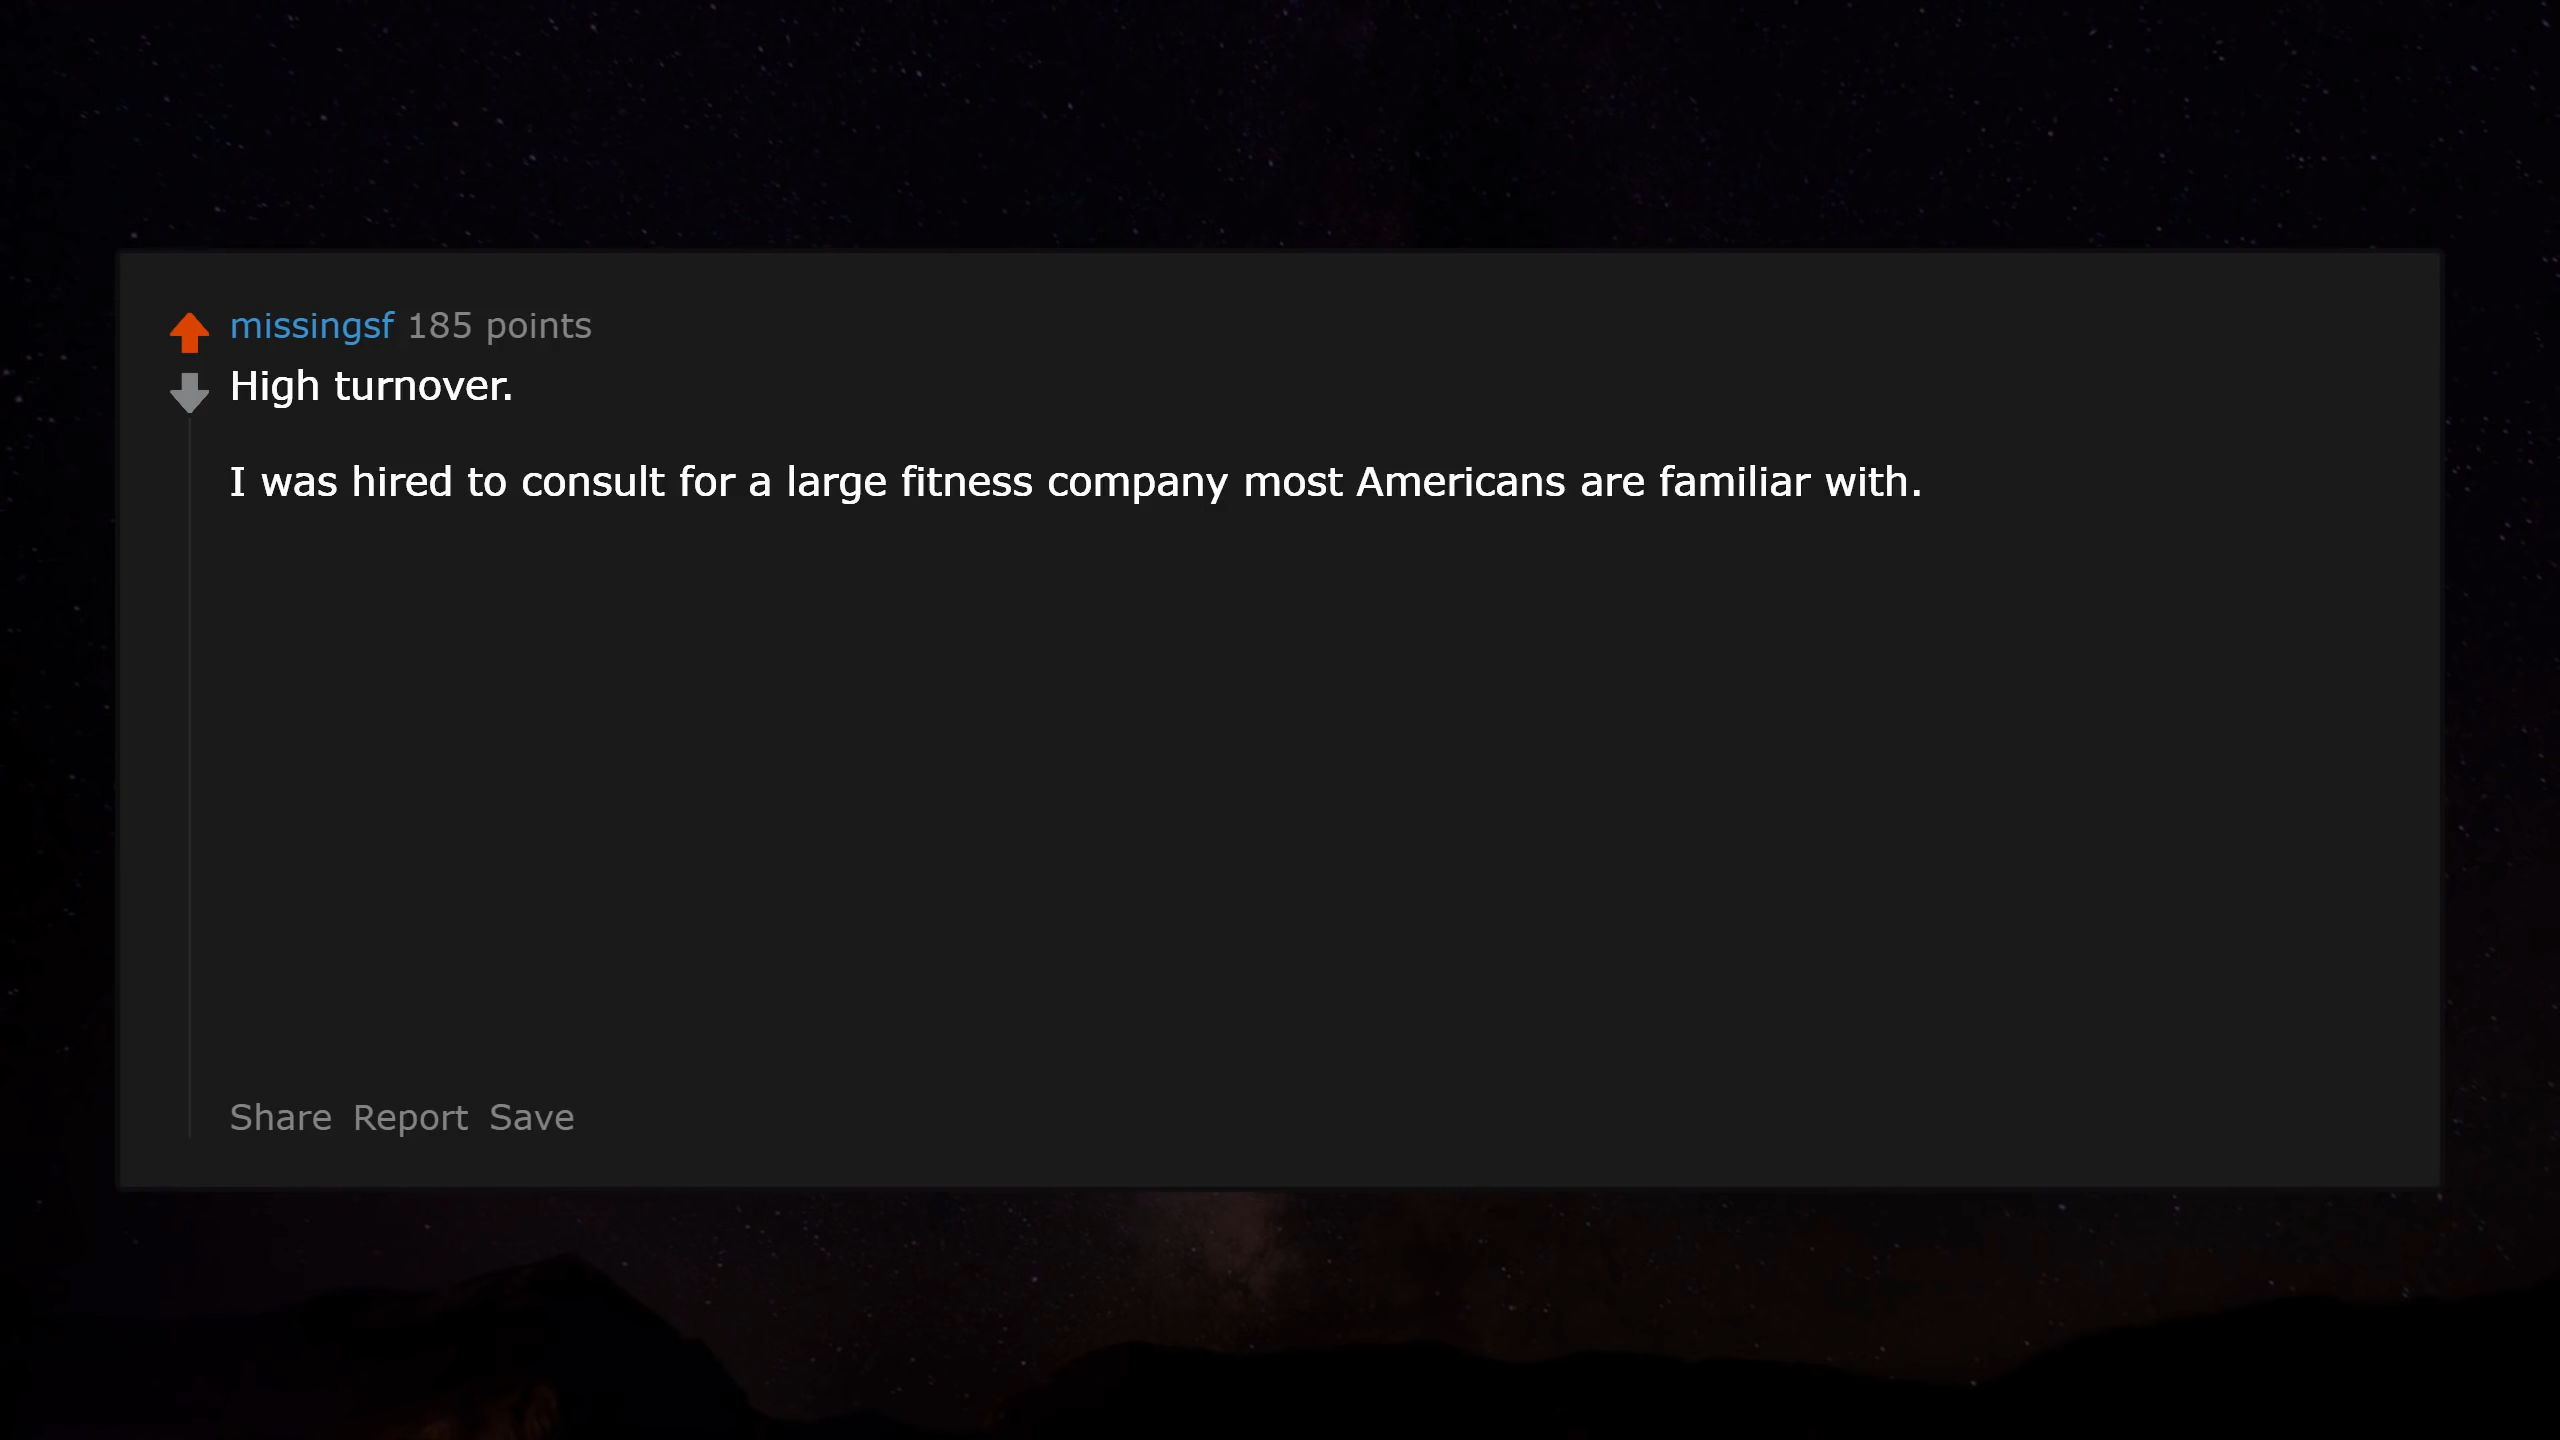 missingsf 185 points
High turnover.
I was hired to consult for a large fitness company most Americans are familiar with.
Share Report Save